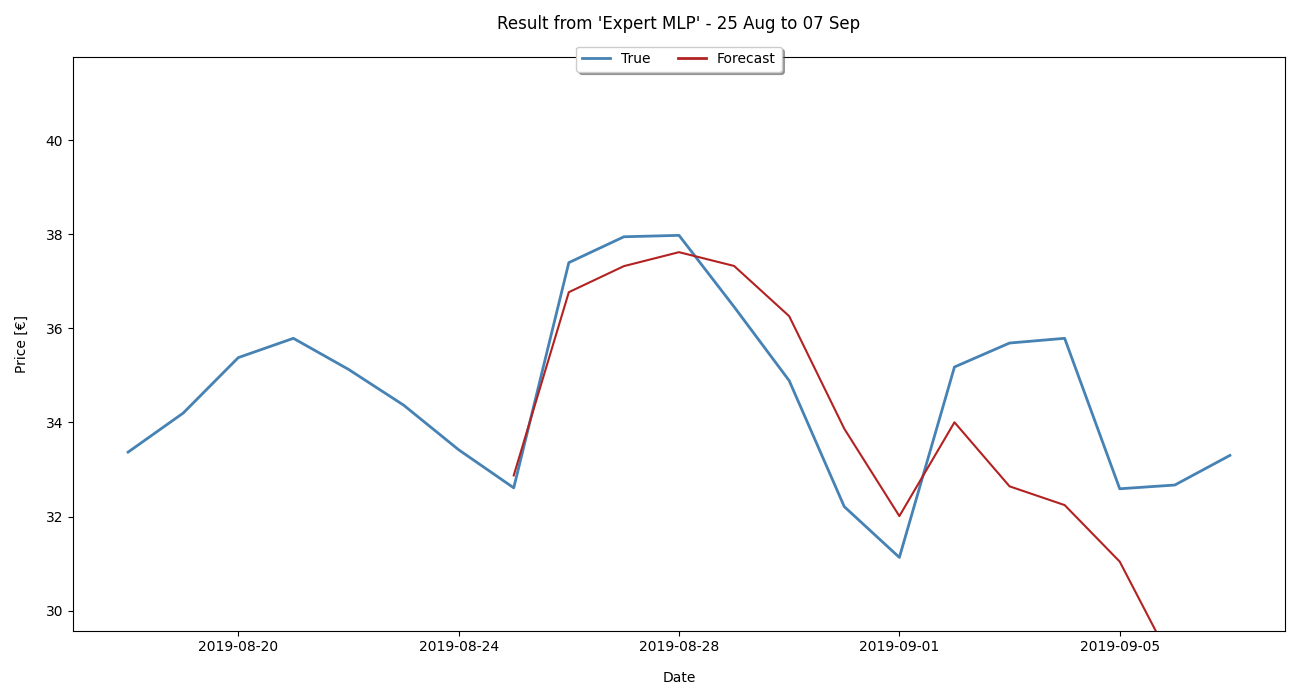 Result from 'Expert MLP' - 25 Aug to 07 Sep
True
Forecast
40
38
36
34
32
30
Price [€]
2019-08-20
2019-08-24
2019-08-28
2019-09-01
2019-09-05
Date